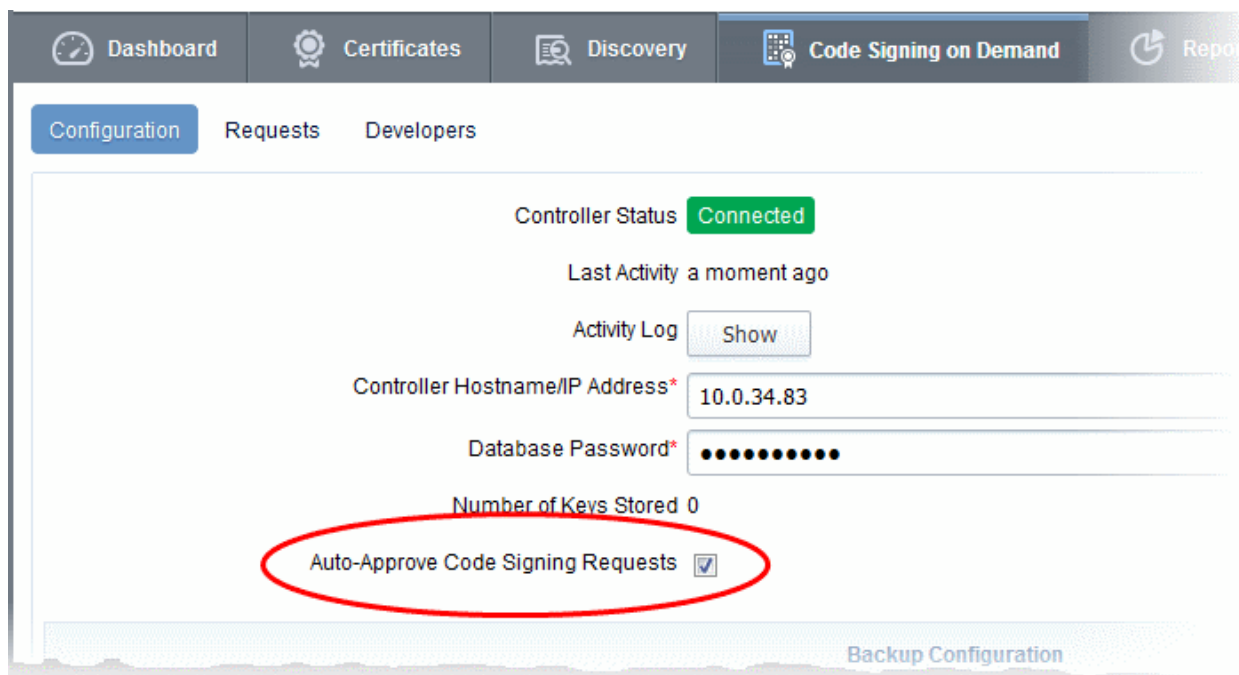 Dashboard Certificates Discovery Code Signing on Demand Repo
Configuration Requests Developers
Controller Status Connected
Last Activity a moment ago
Activity Log Show
Controller Hostname/IP Address* 10.0.34.83
Database Password* ●●●●●●●●●●
Number of Keys Stored 0
Auto-Approve Code Signing Requests
Backup Configuration